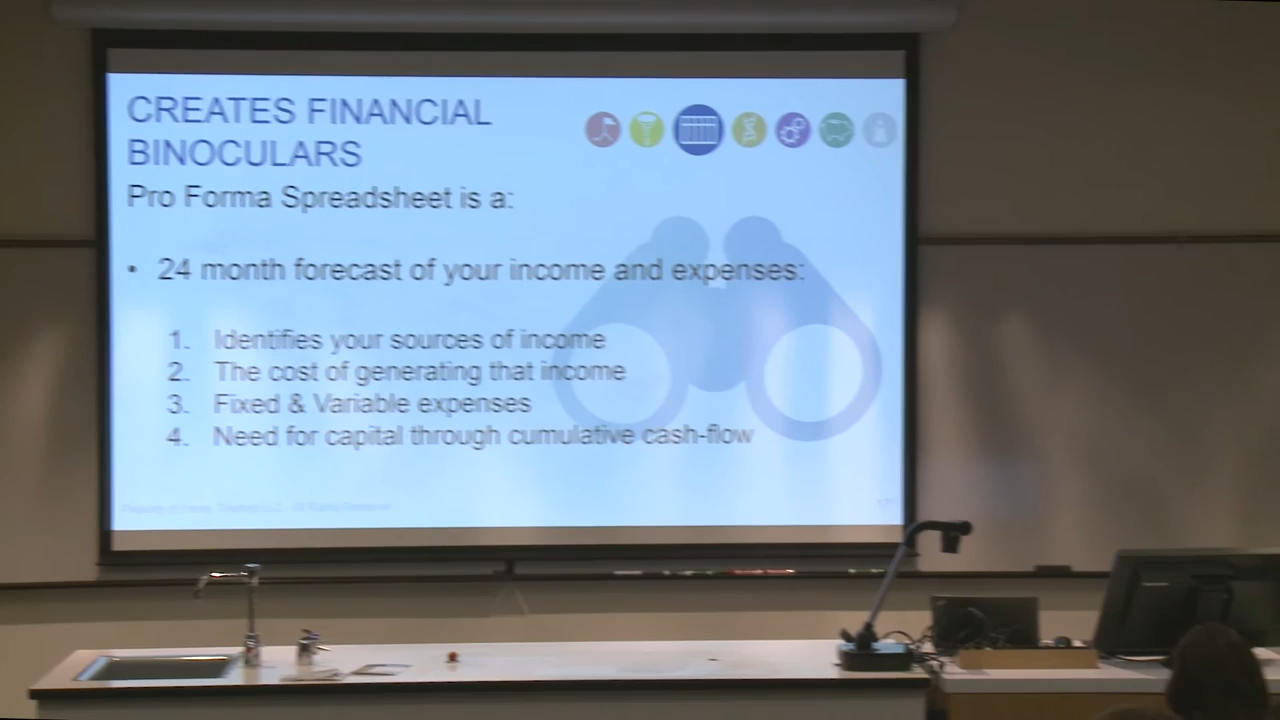 CREATES FINANCIAL
BINOCULARS
Pro Forma Spreadsheet is a:
• 24 month forecast of your income and expenses:
1. Identifies your sources of income
2. The cost of generating that income
3. Fixed & Variable expenses
4. Need for capital through cumulative cash-flow